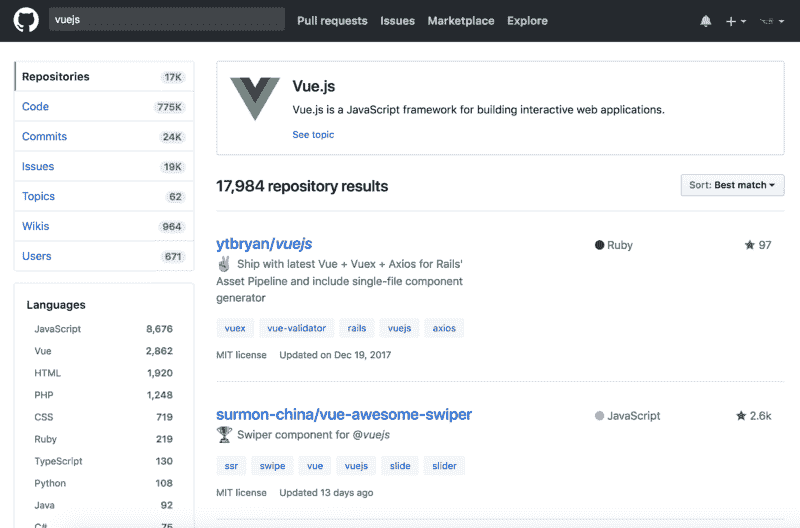 vuejs
Pull requests Issues Marketplace Explore
Repositories 17K
Code 775K
Commits 24K
Issues 19K
Topics 62
Wikis 964
Users 671
Languages
JavaScript 8,676
Vue 2,862
HTML 1,920
PHP 1,248
CSS 719
Ruby 219
TypeScript 130
Python 108
Java 92
C# 75
Vue.js
Vue.js is a JavaScript framework for building interactive web applications.
See topic
17,984 repository results
Sort: Best match
ytbryan/vuejs
Ruby
97
Ship with latest Vue + Vuex + Axios for Rails'
Asset Pipeline and include single-file component
generator
vuex vue-validator rails vuejs axios
MIT license Updated on Dec 19, 2017
surmon-china/vue-awesome-swiper
JavaScript
2.6k
Swiper component for @vuejs
ssr swipe vue vuejs slide slider
MIT license Updated 13 days ago